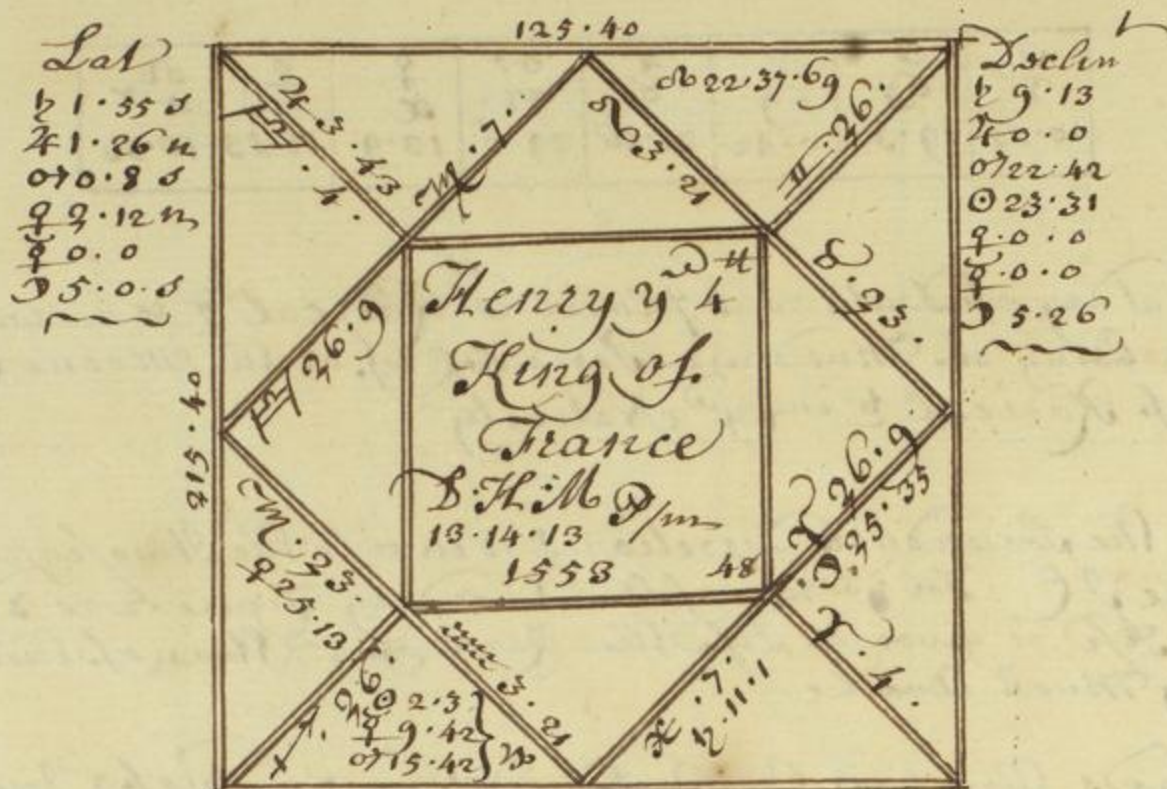 125.40
Lat
♄ 1.55 S
♃ 1.26 n
♂ 0.8 S
♀ 2.12 n
☿ 0.0
☽ 5.0.S
Declin
♄ 9.13
♃ 0.0
♂ 22.42
☉ 23.31
♀.0.0
☿.0.0
☽ 5.26
♃ 3.43
♎.4.
♍.7.
♌ 3.21
☊ 22 37.69
♊.26.
♉.23.
♎ 26.9
215.40
Henry y 4
King of
France
D.H.M P/m
13.14.13
1553 48
♈ 26.9
☽.25.35
♈.4.
♏.23.
♀ 25.13
♐ 26.
☉ 2.3
☿ 9.42
♂ 15.42 } ♑
♒ 3.21
♓.7.
♄.11.1